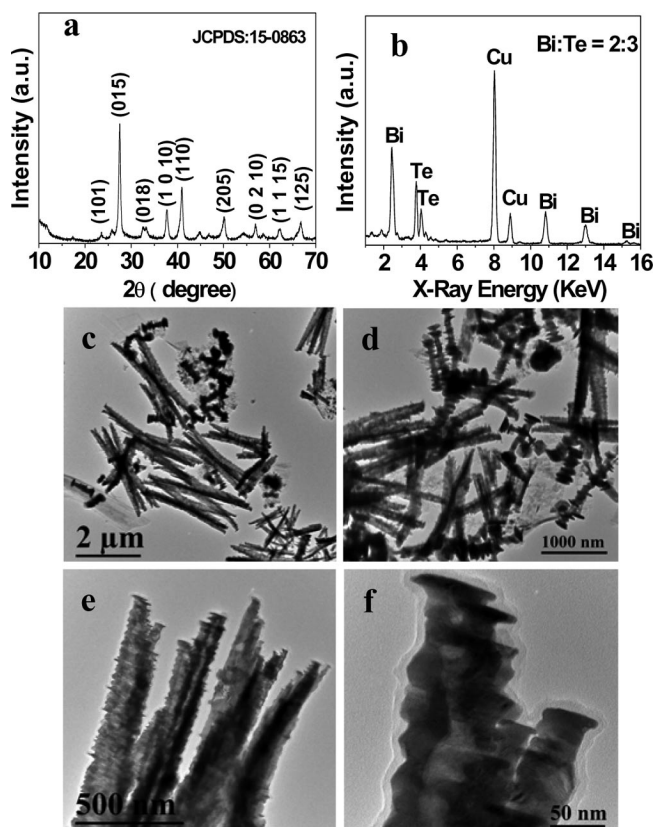 a
JCPDS:15-0863
Intensity (a.u.)
(101)
(015)
(018)
(1 0 10)
(110)
(205)
(0 2 10)
(1 1 15)
(125)
10 20 30 40 50 60 70
2θ ( degree)
b
Bi:Te = 2:3
Intensity (a.u.)
Bi
Te
Te
Cu
Cu
Bi
Bi
Bi
2 4 6 8 10 12 14 16
X-Ray Energy (KeV)
c
2 µm
d
1000 nm
e
500 nm
f
50 nm